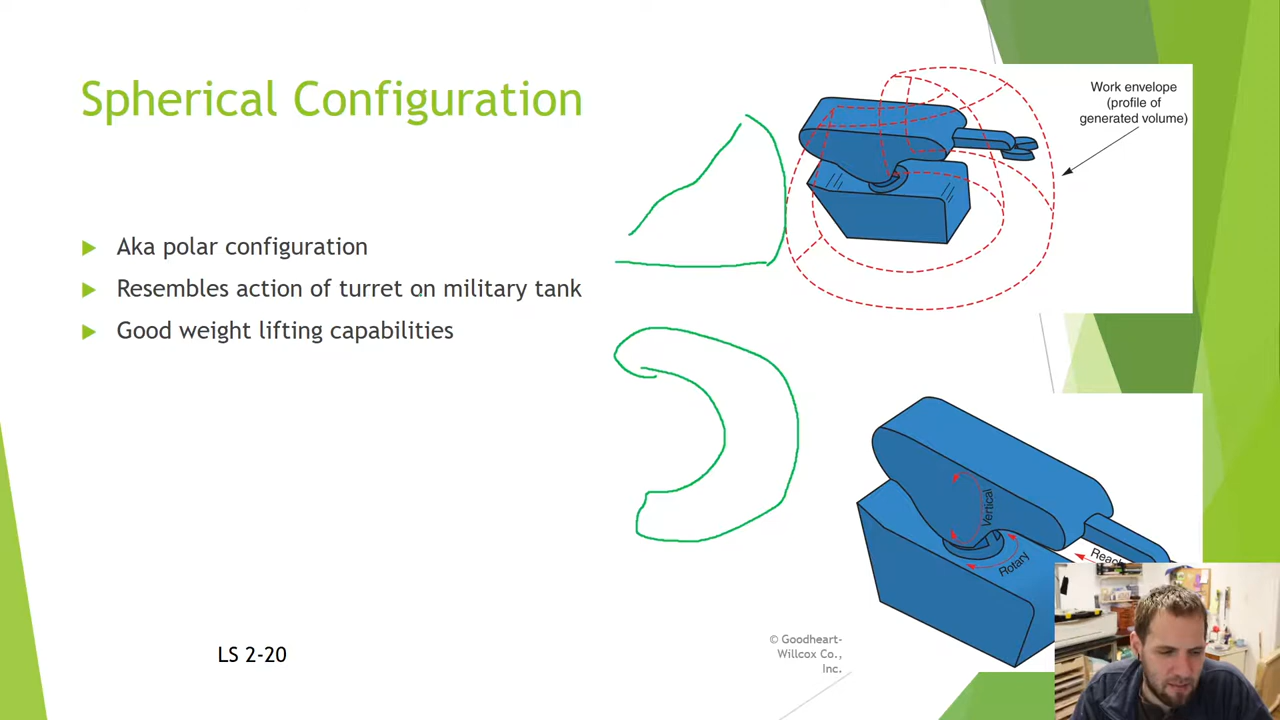 Spherical Configuration
Aka polar configuration
Resembles action of turret on military tank
Good weight lifting capabilities
Work envelope
(profile of
generated volume)
Vertical
Rotary
© Goodheart-
Willcox Co.,
Inc.
LS 2-20